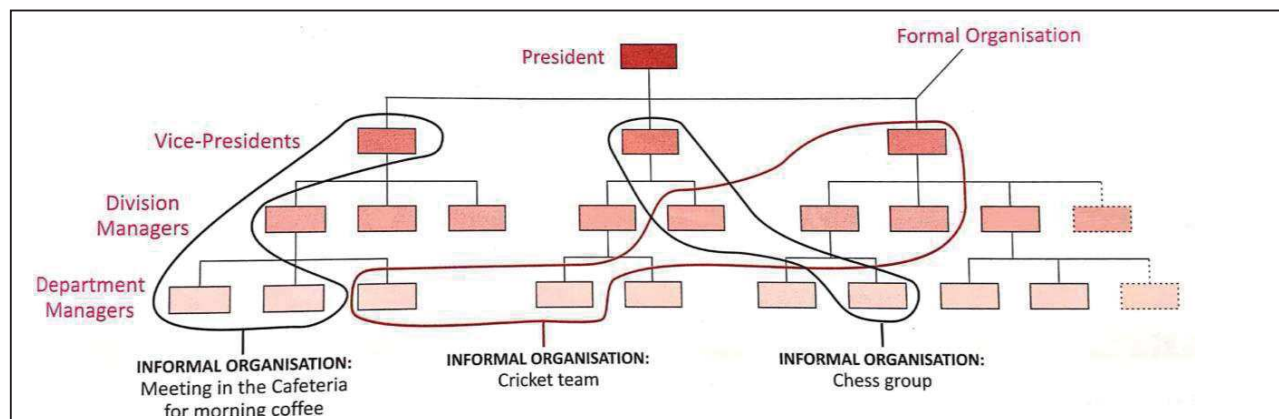 Formal Organisation
President
Vice-Presidents
Division
Managers
Department
Managers
INFORMAL ORGANISATION:
Meeting in the Cafeteria
for morning coffee
INFORMAL ORGANISATION:
Cricket team
INFORMAL ORGANISATION:
Chess group